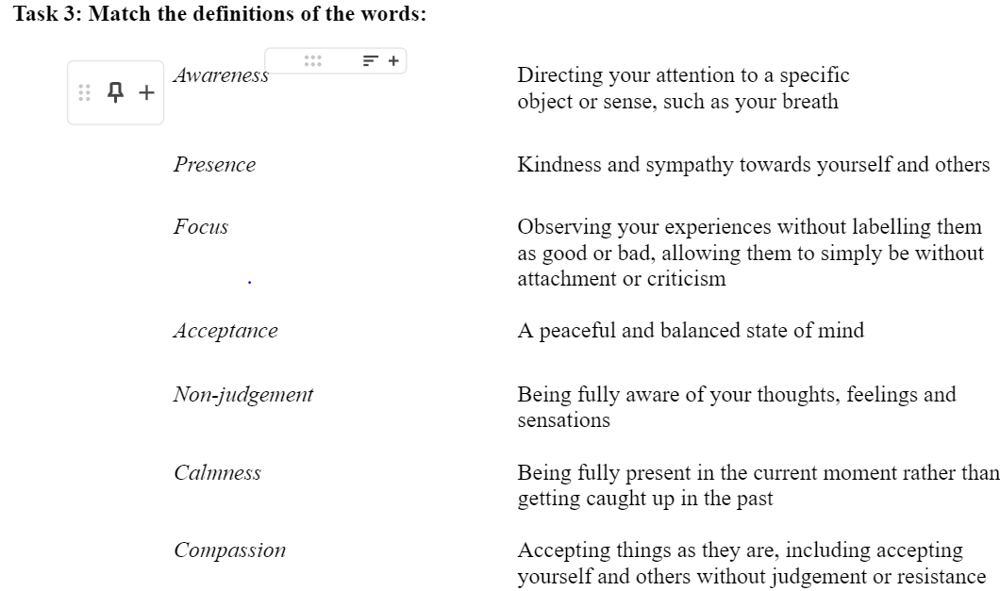 Task 3: Match the definitions of the words:
Awareness
Directing your attention to a specific
object or sense, such as your breath
Presence
Kindness and sympathy towards yourself and others
Focus
Observing your experiences without labelling them
as good or bad, allowing them to simply be without
attachment or criticism
Acceptance
A peaceful and balanced state of mind
Non-judgement
Being fully aware of your thoughts, feelings and
sensations
Calmness
Being fully present in the current moment rather than
getting caught up in the past
Compassion
Accepting things as they are, including accepting
yourself and others without judgement or resistance